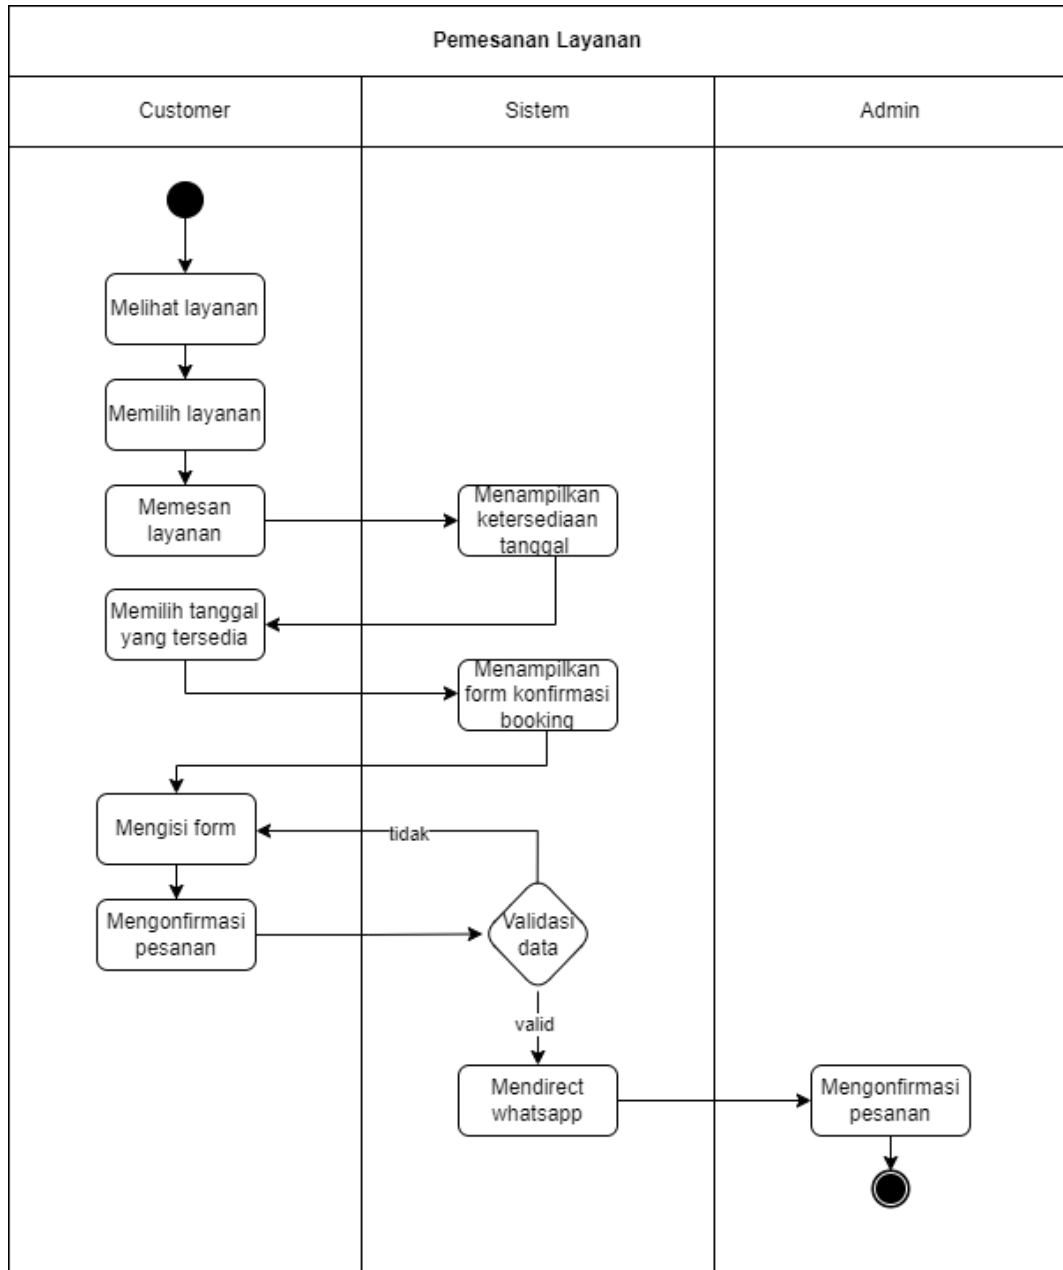 Pemesanan Layanan
Customer
Sistem
Admin
Melihat layanan
Memilih layanan
Memesan
layanan
Menampilkan
ketersediaan
tanggal
Memilih tanggal
yang tersedia
Menampilkan
form konfirmasi
booking
Mengisi form
tidak
Mengonfirmasi
pesanan
Validasi
data
valid
Mendirect
whatsapp
Mengonfirmasi
pesanan